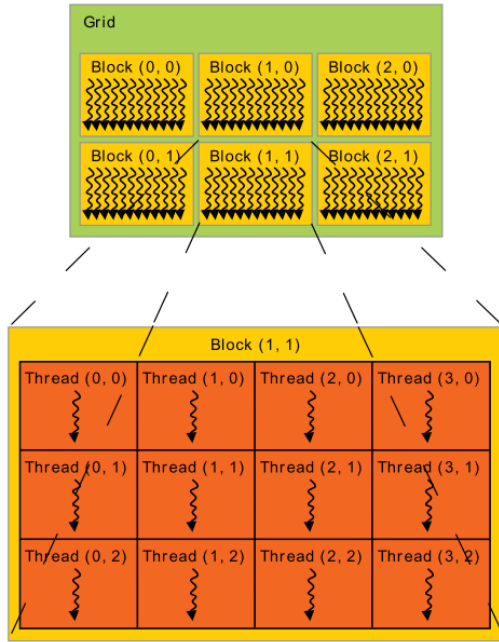 Grid
Block (0, 0) Block (1, 0) Block (2, 0)
Block (0, 1) Block (1, 1) Block (2, 1)
Block (1, 1)
Thread (0, 0) Thread (1, 0) Thread (2, 0) Thread (3, 0)
Thread (0, 1) Thread (1, 1) Thread (2, 1) Thread (3, 1)
Thread (0, 2) Thread (1, 2) Thread (2, 2) Thread (3, 2)